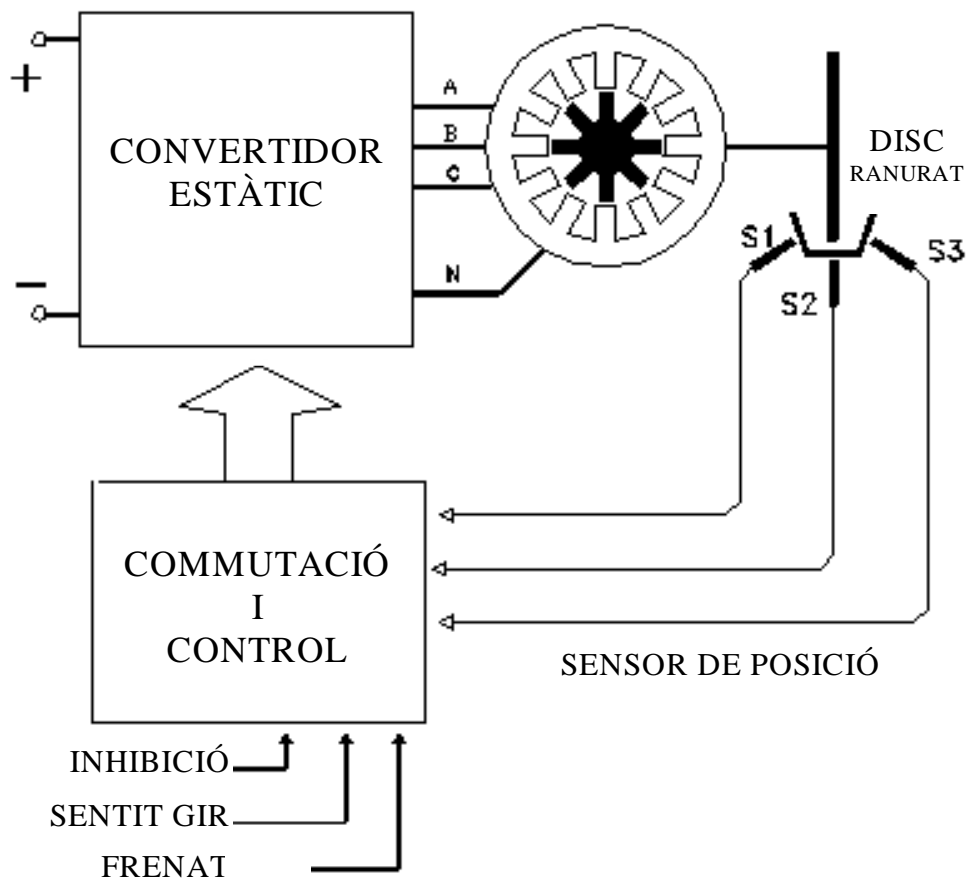 +
CONVERTIDOR
ESTÀTIC
-
A
B
C
N
DISC
RANURAT
S1
S2
S3
COMMUTACIÓ
I
CONTROL
SENSOR DE POSICIÓ
INHIBICIÓ
SENTIT GIR
FRENAT